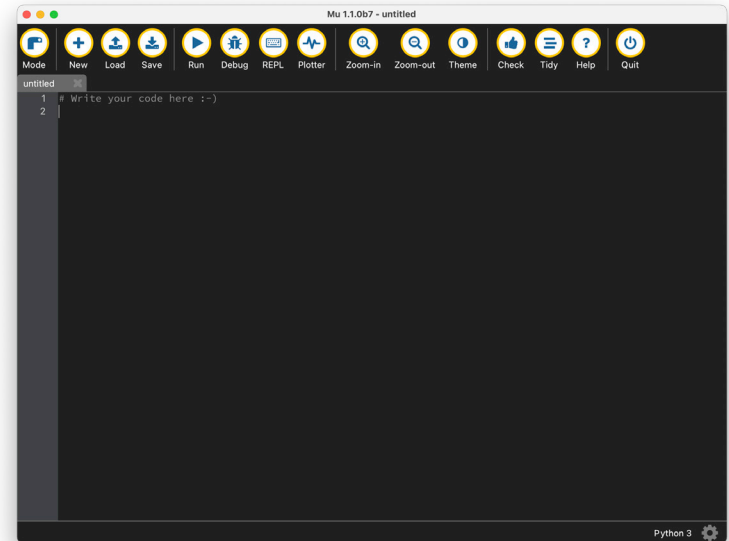 Mu 1.1.0b7 - untitled
Mode New Load Save Run Debug REPL Plotter Zoom-in Zoom-out Theme Check Tidy Help Quit
untitled
1 # Write your code here :-)
2
Python 3